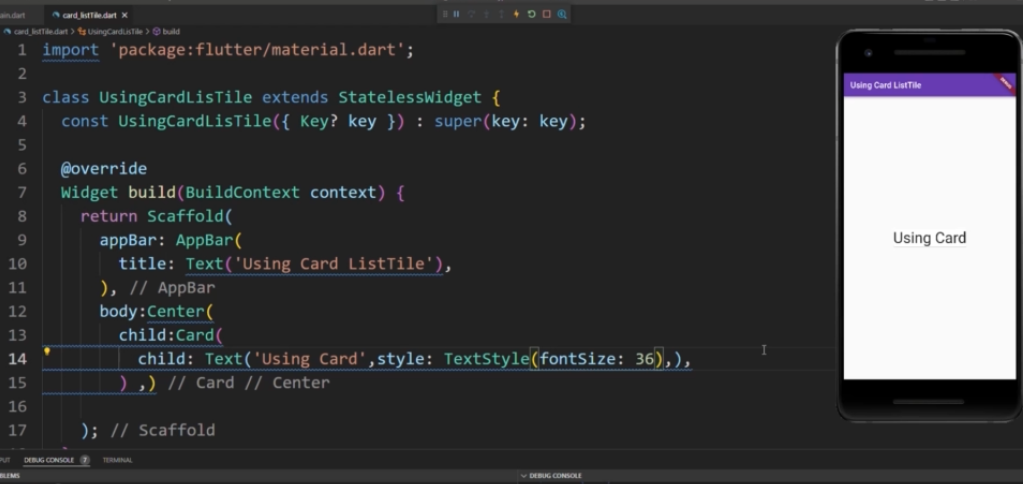 ain.dart card_listTile.dart ×
card_listTile.dart > UsingCardLisTile > build
1 import 'package:flutter/material.dart';
2
3 class UsingCardLisTile extends StatelessWidget {
4 const UsingCardLisTile({ Key? key }) : super(key: key);
5
6 @override
7 Widget build(BuildContext context) {
8 return Scaffold(
9 appBar: AppBar(
10 title: Text('Using Card ListTile'),
11 ), // AppBar
12 body:Center(
13 child:Card(
14 child: Text('Using Card',style: TextStyle(fontSize: 36),),
15 ) ,) // Card // Center
16
17 ); // Scaffold
PUT DEBUG CONSOLE 7 TERMINAL
BLEMS DEBUG CONSOLE
Using Card ListTile
DEBUG
Using Card